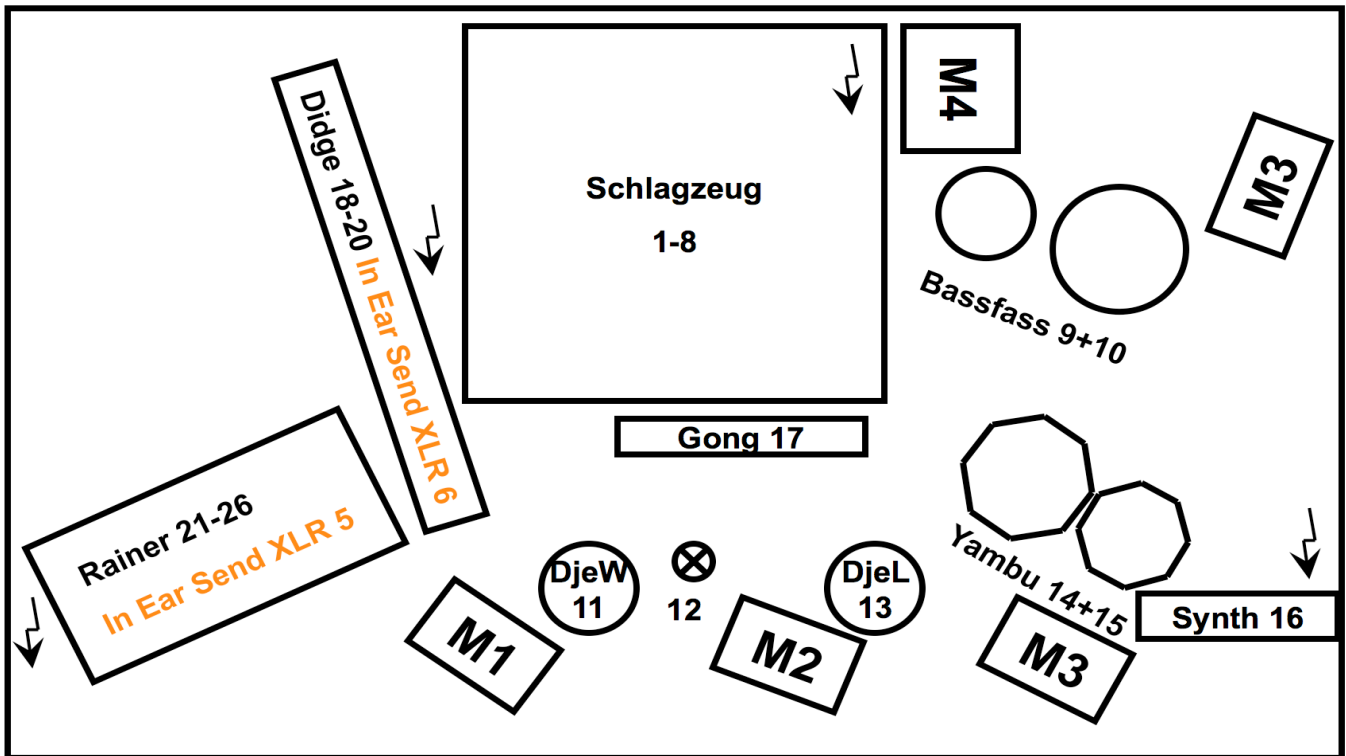 Didge 18-20 In Ear Send XLR 6
Schlagzeug
1-8
M4
M3
Bassfass 9+10
Gong 17
Rainer 21-26
In Ear Send XLR 5
DjeW
11
12
DjeL
13
Yambu 14+15
Synth 16
M1
M2
M3